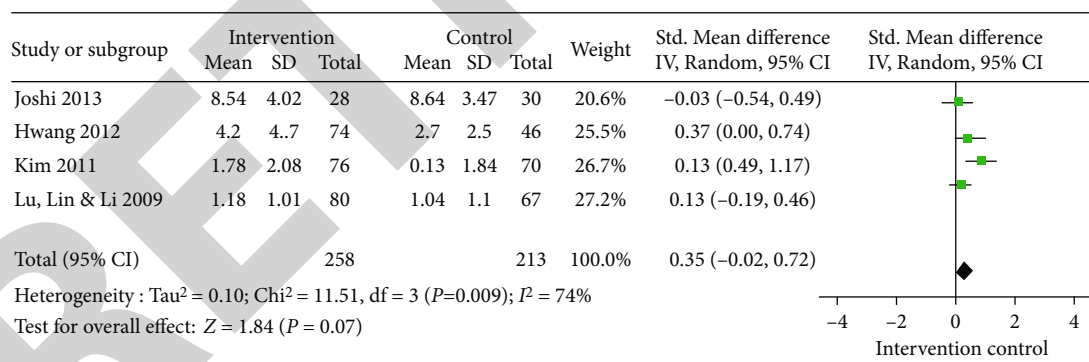 Study or subgroup Intervention Control Weight Std. Mean difference Std. Mean difference
Mean SD Total Mean SD Total IV, Random, 95% CI IV, Random, 95% CI
Joshi 2013 8.54 4.02 28 8.64 3.47 30 20.6% –0.03 (–0.54, 0.49)
Hwang 2012 4.2 4.7 74 2.7 2.5 46 25.5% 0.37 (0.00, 0.74)
Kim 2011 1.78 2.08 76 0.13 1.84 70 26.7% 0.13 (0.49, 1.17)
Lu, Lin & Li 2009 1.18 1.01 80 1.04 1.1 67 27.2% 0.13 (–0.19, 0.46)
Total (95% CI) 258 213 100.0% 0.35 (–0.02, 0.72)
Heterogeneity : Tau² = 0.10; Chi² = 11.51, df = 3 (P=0.009); I² = 74%
Test for overall effect: Z = 1.84 (P = 0.07)
–4 –2 0 2 4
Intervention control